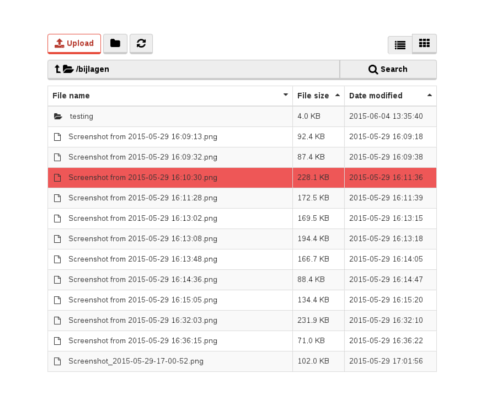 Upload
/bijlagen Search
File name File size Date modified
testing 4.0 KB 2015-06-04 13:35:40
Screenshot from 2015-05-29 16:09:13.png 92.4 KB 2015-05-29 16:09:18
Screenshot from 2015-05-29 16:09:32.png 87.4 KB 2015-05-29 16:09:38
Screenshot from 2015-05-29 16:10:30.png 228.1 KB 2015-05-29 16:11:36
Screenshot from 2015-05-29 16:11:28.png 172.5 KB 2015-05-29 16:11:39
Screenshot from 2015-05-29 16:13:02.png 169.5 KB 2015-05-29 16:13:15
Screenshot from 2015-05-29 16:13:08.png 194.4 KB 2015-05-29 16:13:18
Screenshot from 2015-05-29 16:13:48.png 166.7 KB 2015-05-29 16:14:05
Screenshot from 2015-05-29 16:14:36.png 88.4 KB 2015-05-29 16:14:47
Screenshot from 2015-05-29 16:15:05.png 134.4 KB 2015-05-29 16:15:20
Screenshot from 2015-05-29 16:32:03.png 231.9 KB 2015-05-29 16:32:10
Screenshot from 2015-05-29 16:36:15.png 71.0 KB 2015-05-29 16:36:22
Screenshot_2015-05-29-17-00-52.png 102.0 KB 2015-05-29 17:01:56